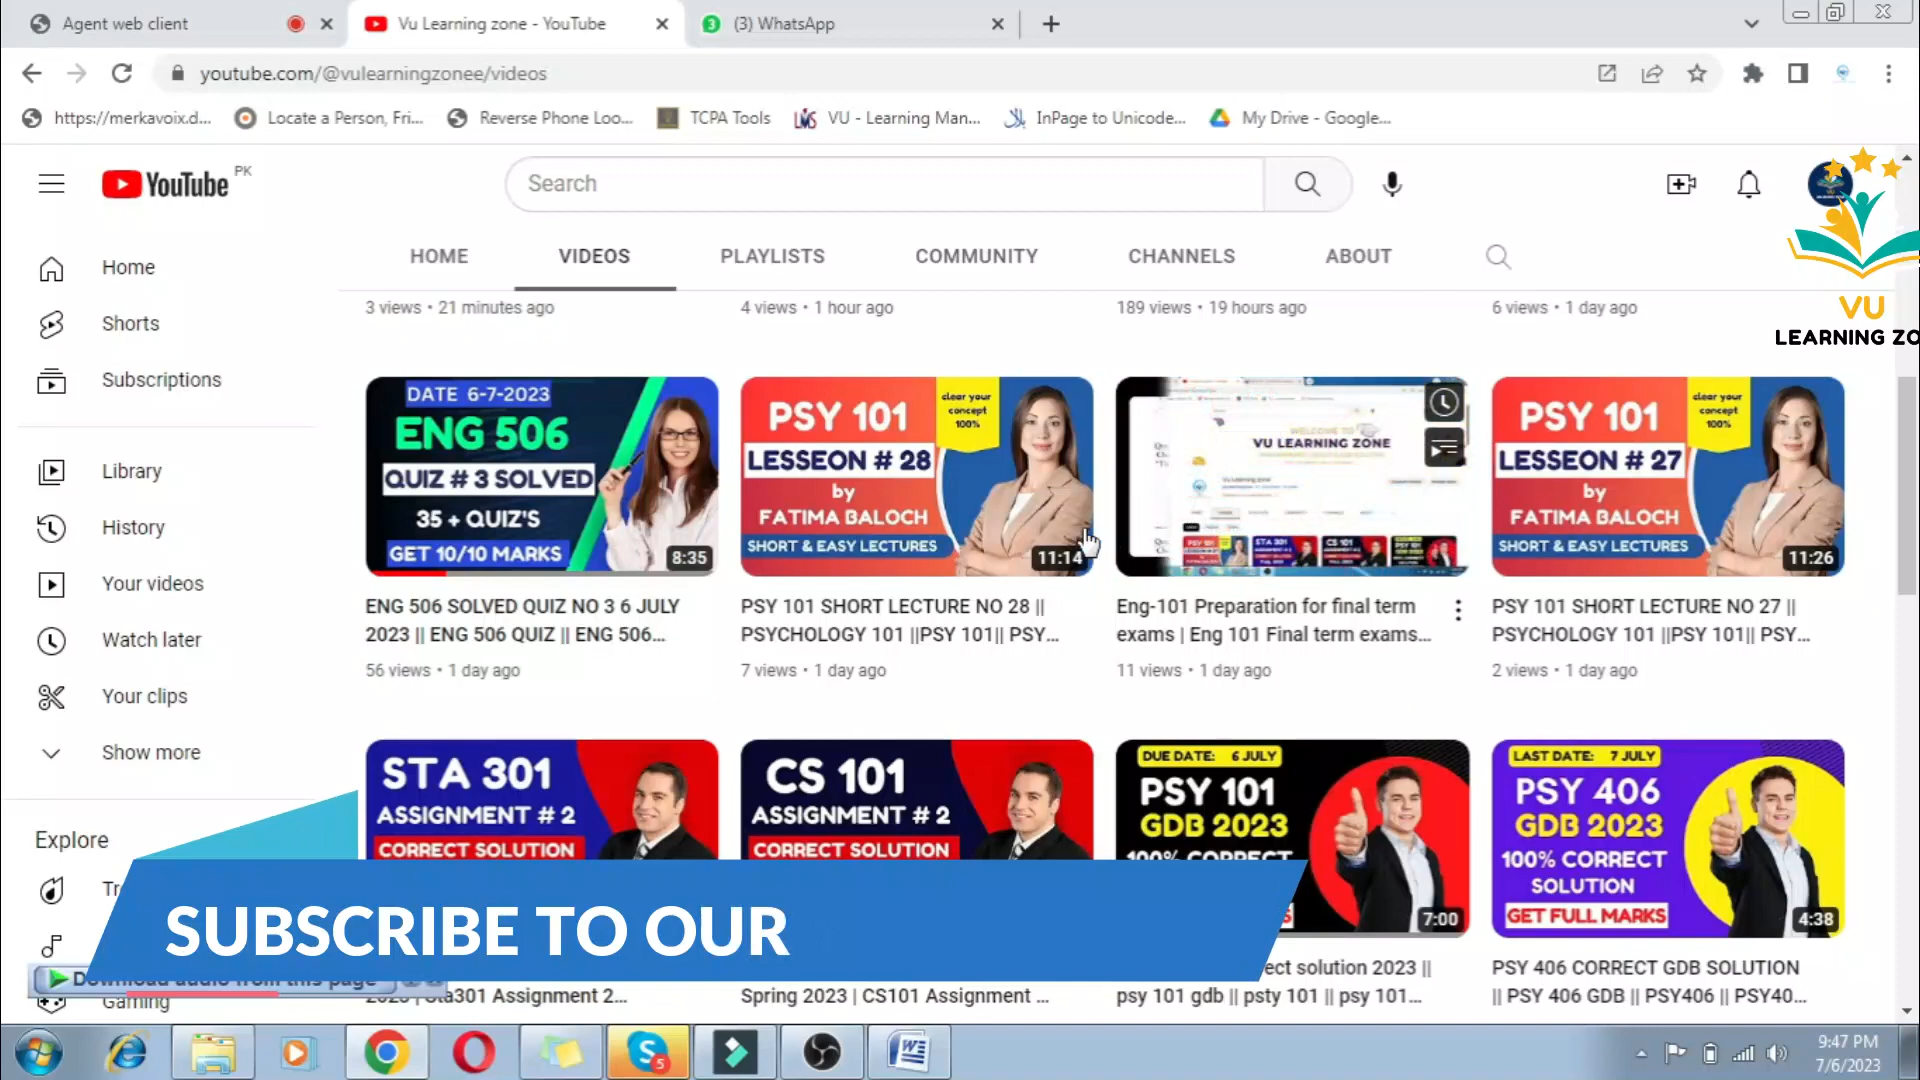 Agent web client
Vu Learning zone - YouTube
(3) WhatsApp
youtube.com/@vulearningzonee/videos
https://merkavoix.d...
Locate a Person, Fri...
Reverse Phone Loo...
TCPA Tools
VU - Learning Man...
InPage to Unicode...
My Drive - Google...
YouTube PK
Search
HOME
VIDEOS
PLAYLISTS
COMMUNITY
CHANNELS
ABOUT
VU
LEARNING ZO
Home
Shorts
Subscriptions
Library
History
Your videos
Watch later
Your clips
Show more
Explore
Gaming
3 views • 21 minutes ago
4 views • 1 hour ago
189 views • 19 hours ago
6 views • 1 day ago
DATE 6-7-2023
ENG 506
QUIZ # 3 SOLVED
35 + QUIZ'S
GET 10/10 MARKS
8:35
PSY 101
LESSEON # 28
by
FATIMA BALOCH
SHORT & EASY LECTURES
clear your
concept
100%
11:14
VU LEARNING ZONE
PSY 101
LESSEON # 27
by
FATIMA BALOCH
SHORT & EASY LECTURES
clear your
concept
100%
11:26
ENG 506 SOLVED QUIZ NO 3 6 JULY
2023 || ENG 506 QUIZ || ENG 506...
56 views • 1 day ago
PSY 101 SHORT LECTURE NO 28 ||
PSYCHOLOGY 101 ||PSY 101|| PSY...
7 views • 1 day ago
Eng-101 Preparation for final term
exams | Eng 101 Final term exams...
11 views • 1 day ago
PSY 101 SHORT LECTURE NO 27 ||
PSYCHOLOGY 101 ||PSY 101|| PSY...
2 views • 1 day ago
STA 301
ASSIGNMENT # 2
CORRECT SOLUTION
CS 101
ASSIGNMENT # 2
CORRECT SOLUTION
DUE DATE: 6 JULY
PSY 101
GDB 2023
100% CORRECT
7:00
LAST DATE: 7 JULY
PSY 406
GDB 2023
100% CORRECT
SOLUTION
GET FULL MARKS
4:38
SUBSCRIBE TO OUR
Download audio from this page
2023 | Sta301 Assignment 2...
Spring 2023 | CS101 Assignment ...
ect solution 2023 ||
psy 101 gdb || psty 101 || psy 101...
PSY 406 CORRECT GDB SOLUTION
|| PSY 406 GDB || PSY406 || PSY40...
9:47 PM
7/6/2023